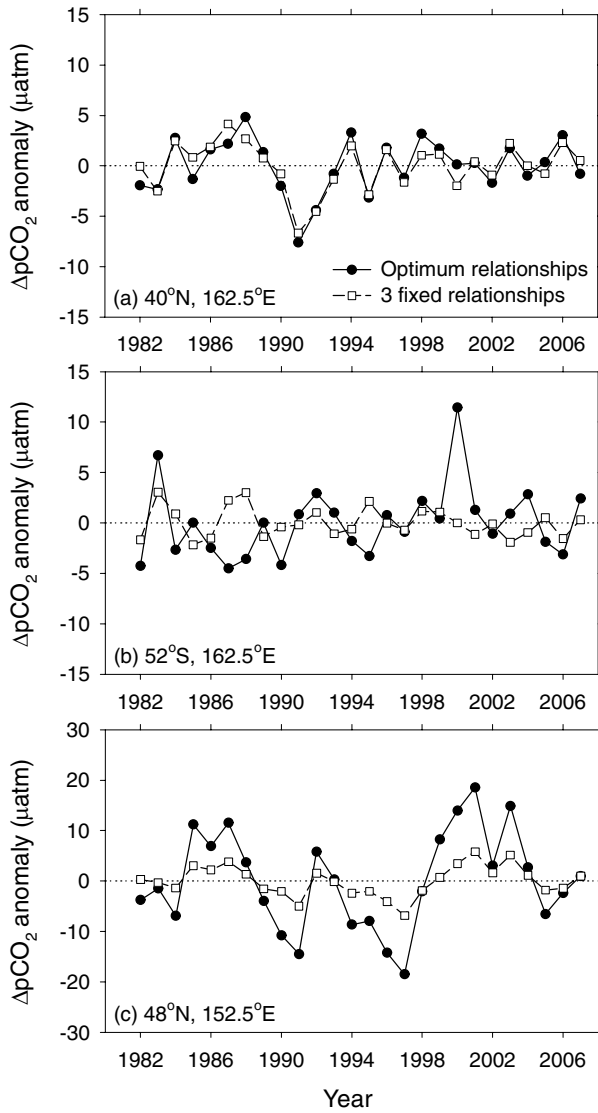 15
10
5
0
-5
-10
-15
ΔpCO₂ anomaly (µatm)
Optimum relationships
3 fixed relationships
(a) 40°N, 162.5°E
1982 1986 1990 1994 1998 2002 2006
15
10
5
0
-5
-10
-15
ΔpCO₂ anomaly (µatm)
(b) 52°S, 162.5°E
1982 1986 1990 1994 1998 2002 2006
30
20
10
0
-10
-20
-30
ΔpCO₂ anomaly (µatm)
(c) 48°N, 152.5°E
1982 1986 1990 1994 1998 2002 2006
Year